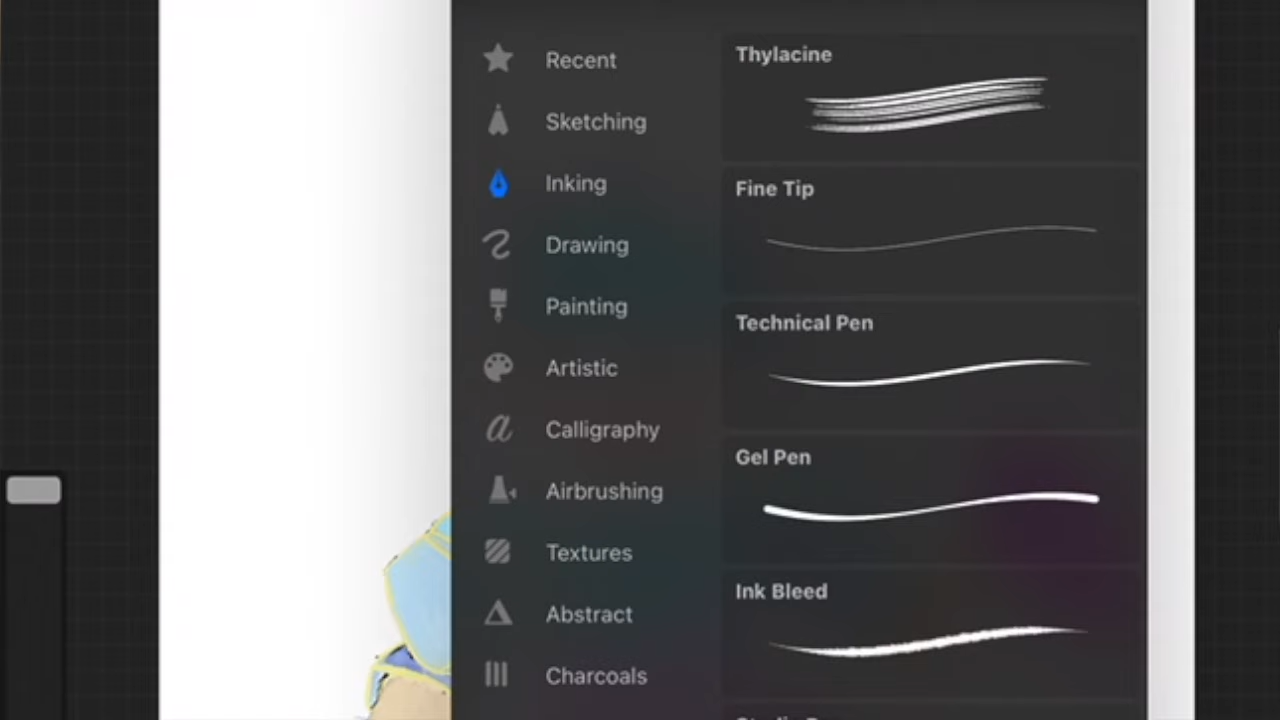 Recent
Sketching
Inking
Drawing
Painting
Artistic
Calligraphy
Airbrushing
Textures
Abstract
Charcoals
Thylacine
Fine Tip
Technical Pen
Gel Pen
Ink Bleed